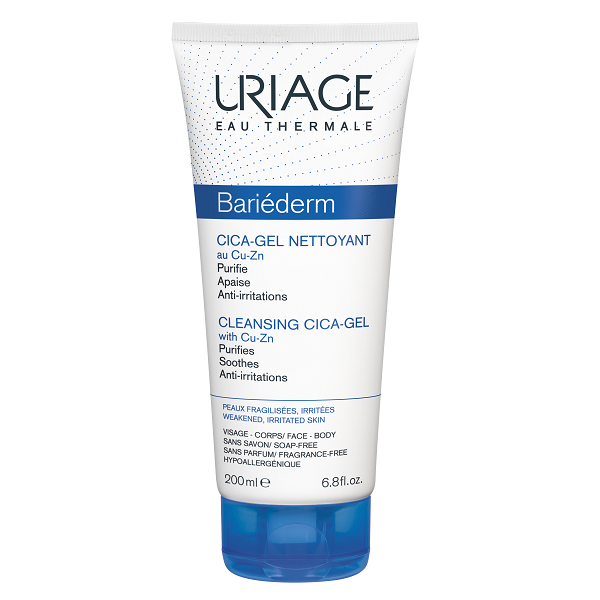 URIAGE
EAU THERMALE
Bariéderm
CICA-GEL NETTOYANT
au Cu-Zn
Purifie
Apaise
Anti-irritations
CLEANSING CICA-GEL
with Cu-Zn
Purifies
Soothes
Anti-irritations
PEAUX FRAGILISÉES, IRRITÉES
WEAKENED, IRRITATED SKIN
VISAGE - CORPS/ FACE - BODY
SANS SAVON/ SOAP-FREE
SANS PARFUM/ FRAGRANCE-FREE
HYPOALLERGÉNIQUE
200ml ℮ 6.8fl.oz.